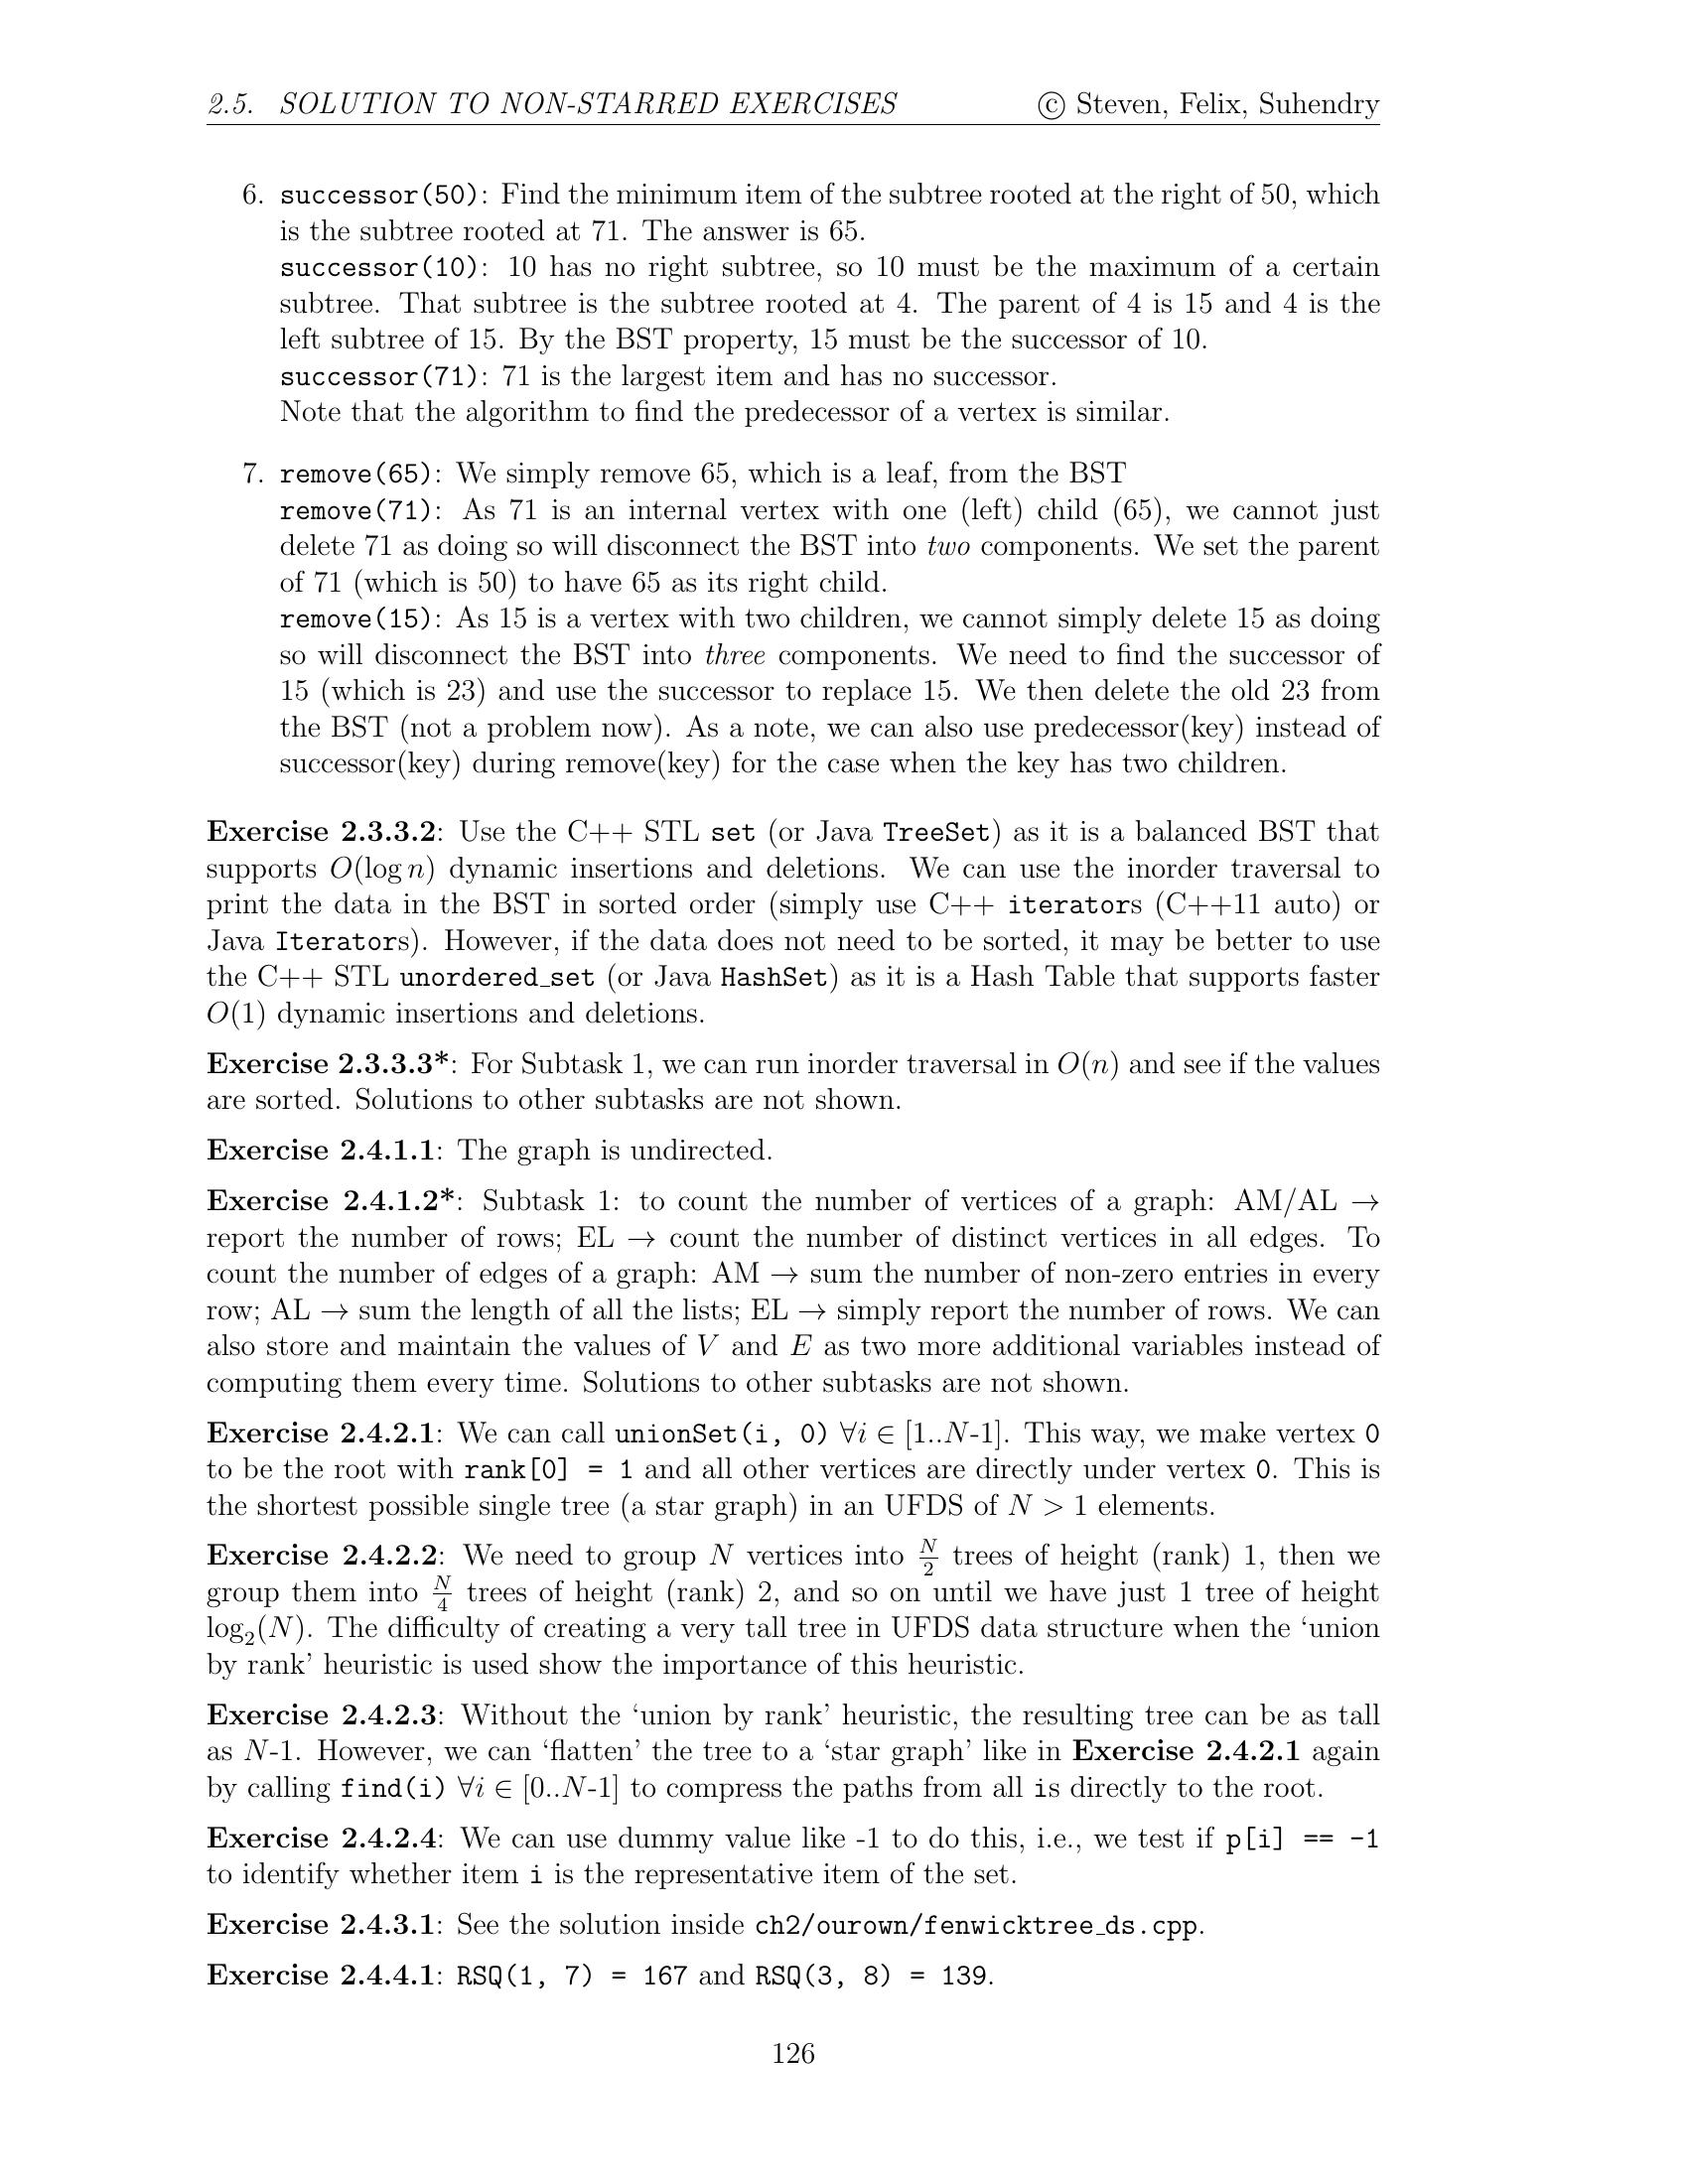 2.5. SOLUTION TO NON-STARRED EXERCISES © Steven, Felix, Suhendry
6. successor(50): Find the minimum item of the subtree rooted at the right of 50, which
is the subtree rooted at 71. The answer is 65.
successor(10): 10 has no right subtree, so 10 must be the maximum of a certain
subtree. That subtree is the subtree rooted at 4. The parent of 4 is 15 and 4 is the
left subtree of 15. By the BST property, 15 must be the successor of 10.
successor(71): 71 is the largest item and has no successor.
Note that the algorithm to find the predecessor of a vertex is similar.
7. remove(65): We simply remove 65, which is a leaf, from the BST
remove(71): As 71 is an internal vertex with one (left) child (65), we cannot just
delete 71 as doing so will disconnect the BST into two components. We set the parent
of 71 (which is 50) to have 65 as its right child.
remove(15): As 15 is a vertex with two children, we cannot simply delete 15 as doing
so will disconnect the BST into three components. We need to find the successor of
15 (which is 23) and use the successor to replace 15. We then delete the old 23 from
the BST (not a problem now). As a note, we can also use predecessor(key) instead of
successor(key) during remove(key) for the case when the key has two children.
Exercise 2.3.3.2: Use the C++ STL set (or Java TreeSet) as it is a balanced BST that
supports O(log n) dynamic insertions and deletions. We can use the inorder traversal to
print the data in the BST in sorted order (simply use C++ iterators (C++11 auto) or
Java Iterators). However, if the data does not need to be sorted, it may be better to use
the C++ STL unordered_set (or Java HashSet) as it is a Hash Table that supports faster
O(1) dynamic insertions and deletions.
Exercise 2.3.3.3*: For Subtask 1, we can run inorder traversal in O(n) and see if the values
are sorted. Solutions to other subtasks are not shown.
Exercise 2.4.1.1: The graph is undirected.
Exercise 2.4.1.2*: Subtask 1: to count the number of vertices of a graph: AM/AL →
report the number of rows; EL → count the number of distinct vertices in all edges. To
count the number of edges of a graph: AM → sum the number of non-zero entries in every
row; AL → sum the length of all the lists; EL → simply report the number of rows. We can
also store and maintain the values of V and E as two more additional variables instead of
computing them every time. Solutions to other subtasks are not shown.
Exercise 2.4.2.1: We can call unionSet(i, 0) ∀i ∈ [1..N-1]. This way, we make vertex 0
to be the root with rank[0] = 1 and all other vertices are directly under vertex 0. This is
the shortest possible single tree (a star graph) in an UFDS of N > 1 elements.
Exercise 2.4.2.2: We need to group N vertices into N/2 trees of height (rank) 1, then we
group them into N/4 trees of height (rank) 2, and so on until we have just 1 tree of height
log₂(N). The difficulty of creating a very tall tree in UFDS data structure when the ‘union
by rank’ heuristic is used show the importance of this heuristic.
Exercise 2.4.2.3: Without the ‘union by rank’ heuristic, the resulting tree can be as tall
as N-1. However, we can ‘flatten’ the tree to a ‘star graph’ like in Exercise 2.4.2.1 again
by calling find(i) ∀i ∈ [0..N-1] to compress the paths from all is directly to the root.
Exercise 2.4.2.4: We can use dummy value like -1 to do this, i.e., we test if p[i] == -1
to identify whether item i is the representative item of the set.
Exercise 2.4.3.1: See the solution inside ch2/ourown/fenwicktree_ds.cpp.
Exercise 2.4.4.1: RSQ(1, 7) = 167 and RSQ(3, 8) = 139.
126